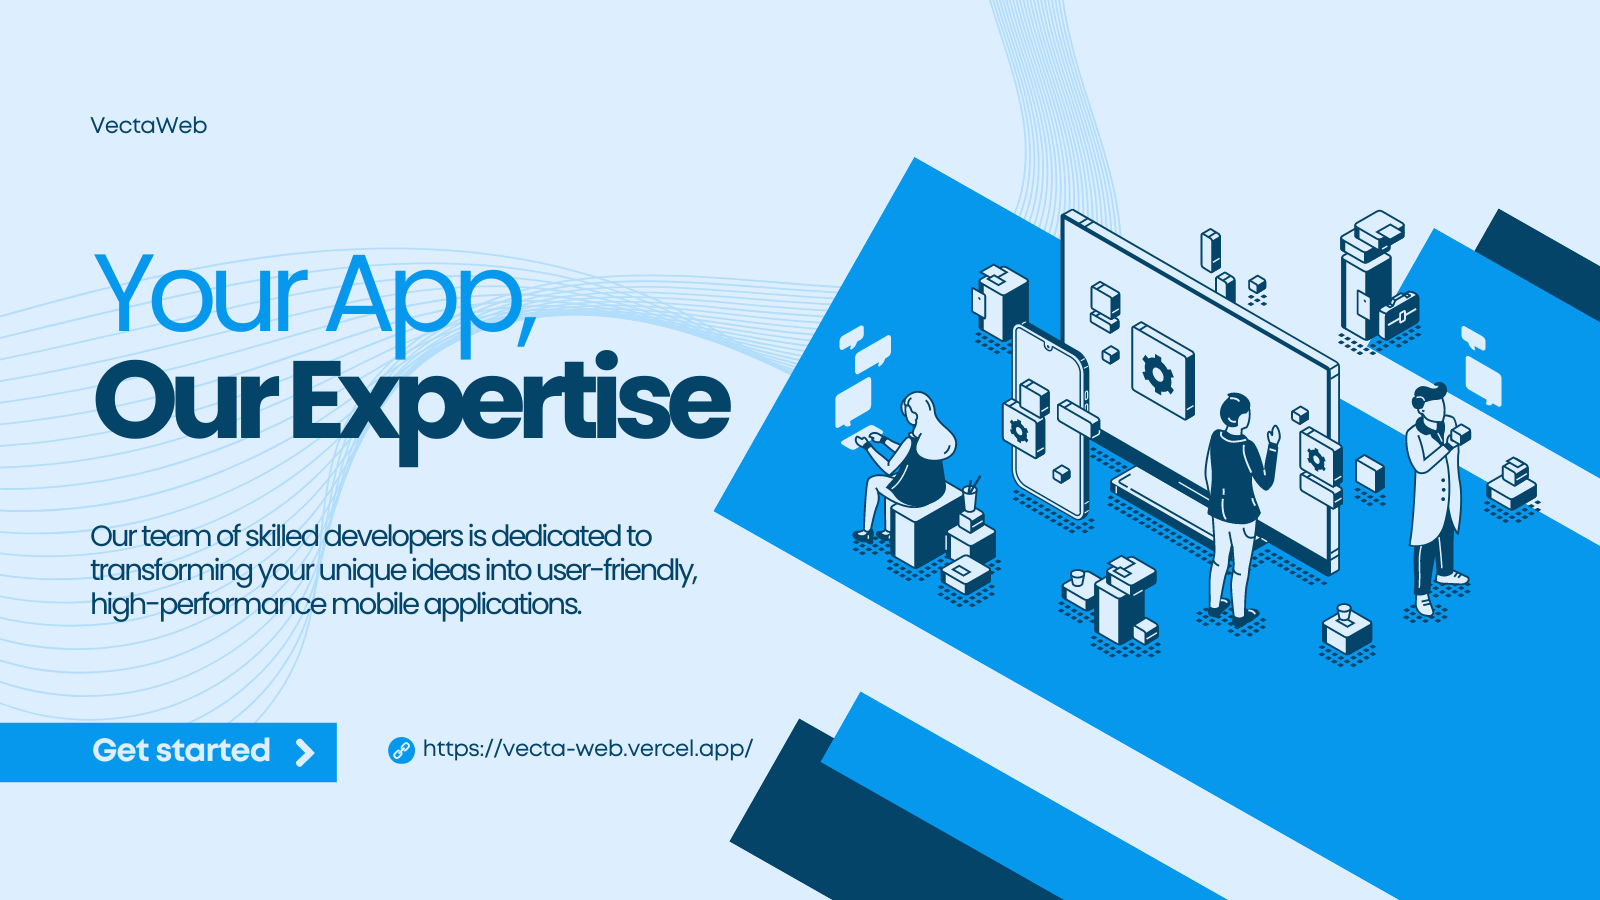 VectaWeb
Your App,
Our Expertise
Our team of skilled developers is dedicated to
transforming your unique ideas into user-friendly,
high-performance mobile applications.
Get started
https://vecta-web.vercel.app/